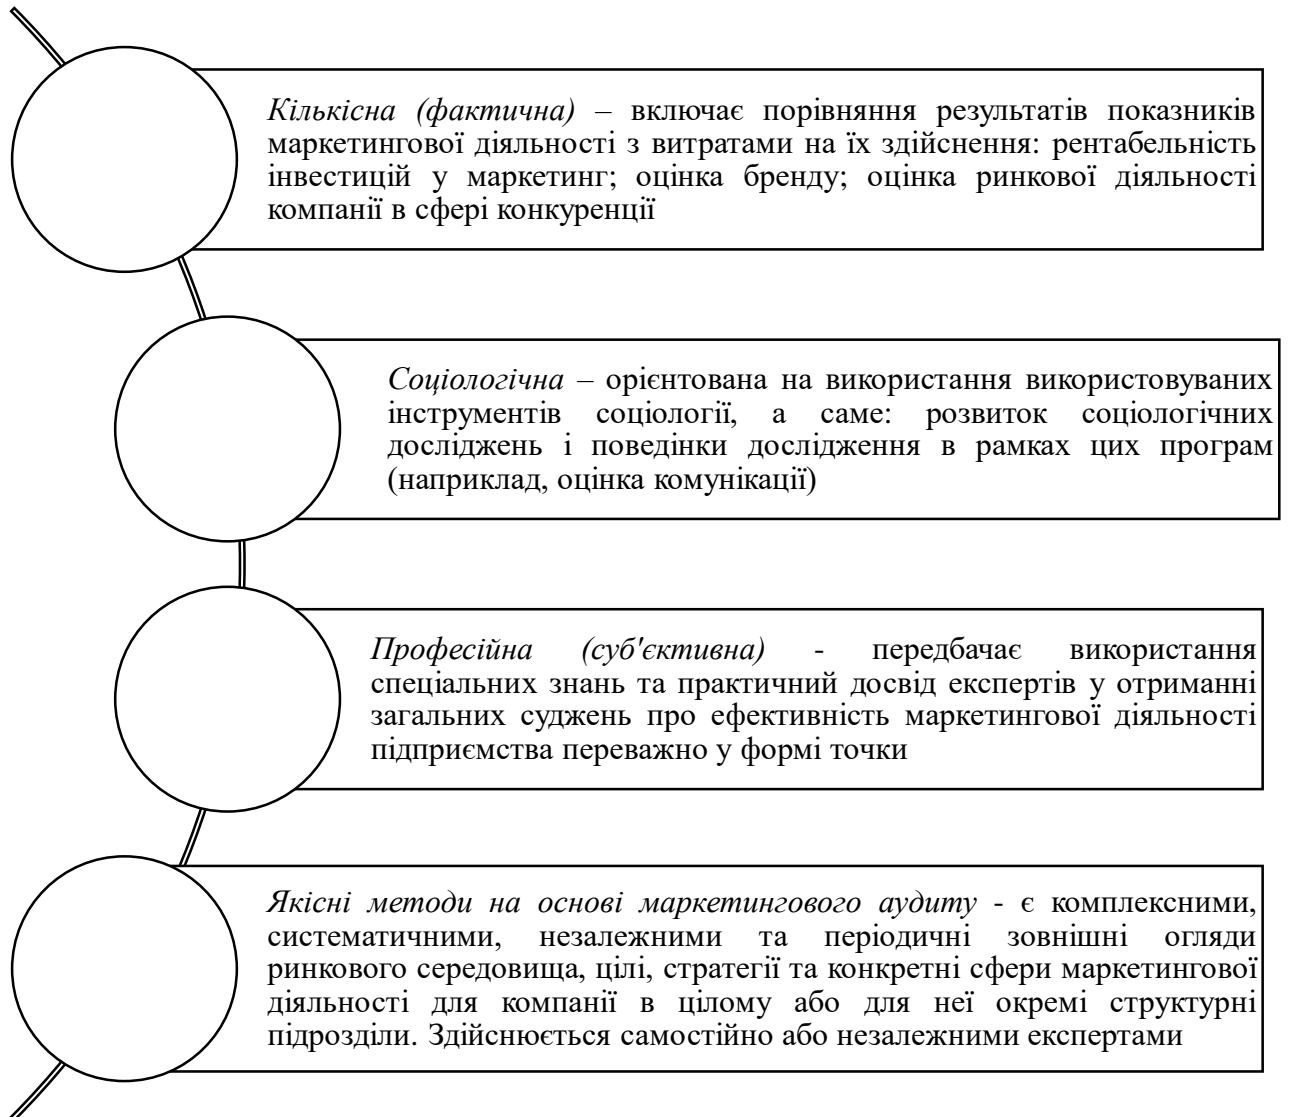 Кількісна (фактична) – включає порівняння результатів показників
маркетингової діяльності з витратами на їх здійснення: рентабельність
інвестицій у маркетинг; оцінка бренду; оцінка ринкової діяльності
компанії в сфері конкуренції
Соціологічна – орієнтована на використання використовуваних
інструментів соціології, а саме: розвиток соціологічних
досліджень і поведінки дослідження в рамках цих програм
(наприклад, оцінка комунікації)
Професійна (суб'єктивна) - передбачає використання
спеціальних знань та практичний досвід експертів у отриманні
загальних суджень про ефективність маркетингової діяльності
підприємства переважно у формі точки
Якісні методи на основі маркетингового аудиту - є комплексними,
систематичними, незалежними та періодичні зовнішні огляди
ринкового середовища, цілі, стратегії та конкретні сфери маркетингової
діяльності для компанії в цілому або для неї окремі структурні
підрозділи. Здійснюється самостійно або незалежними експертами